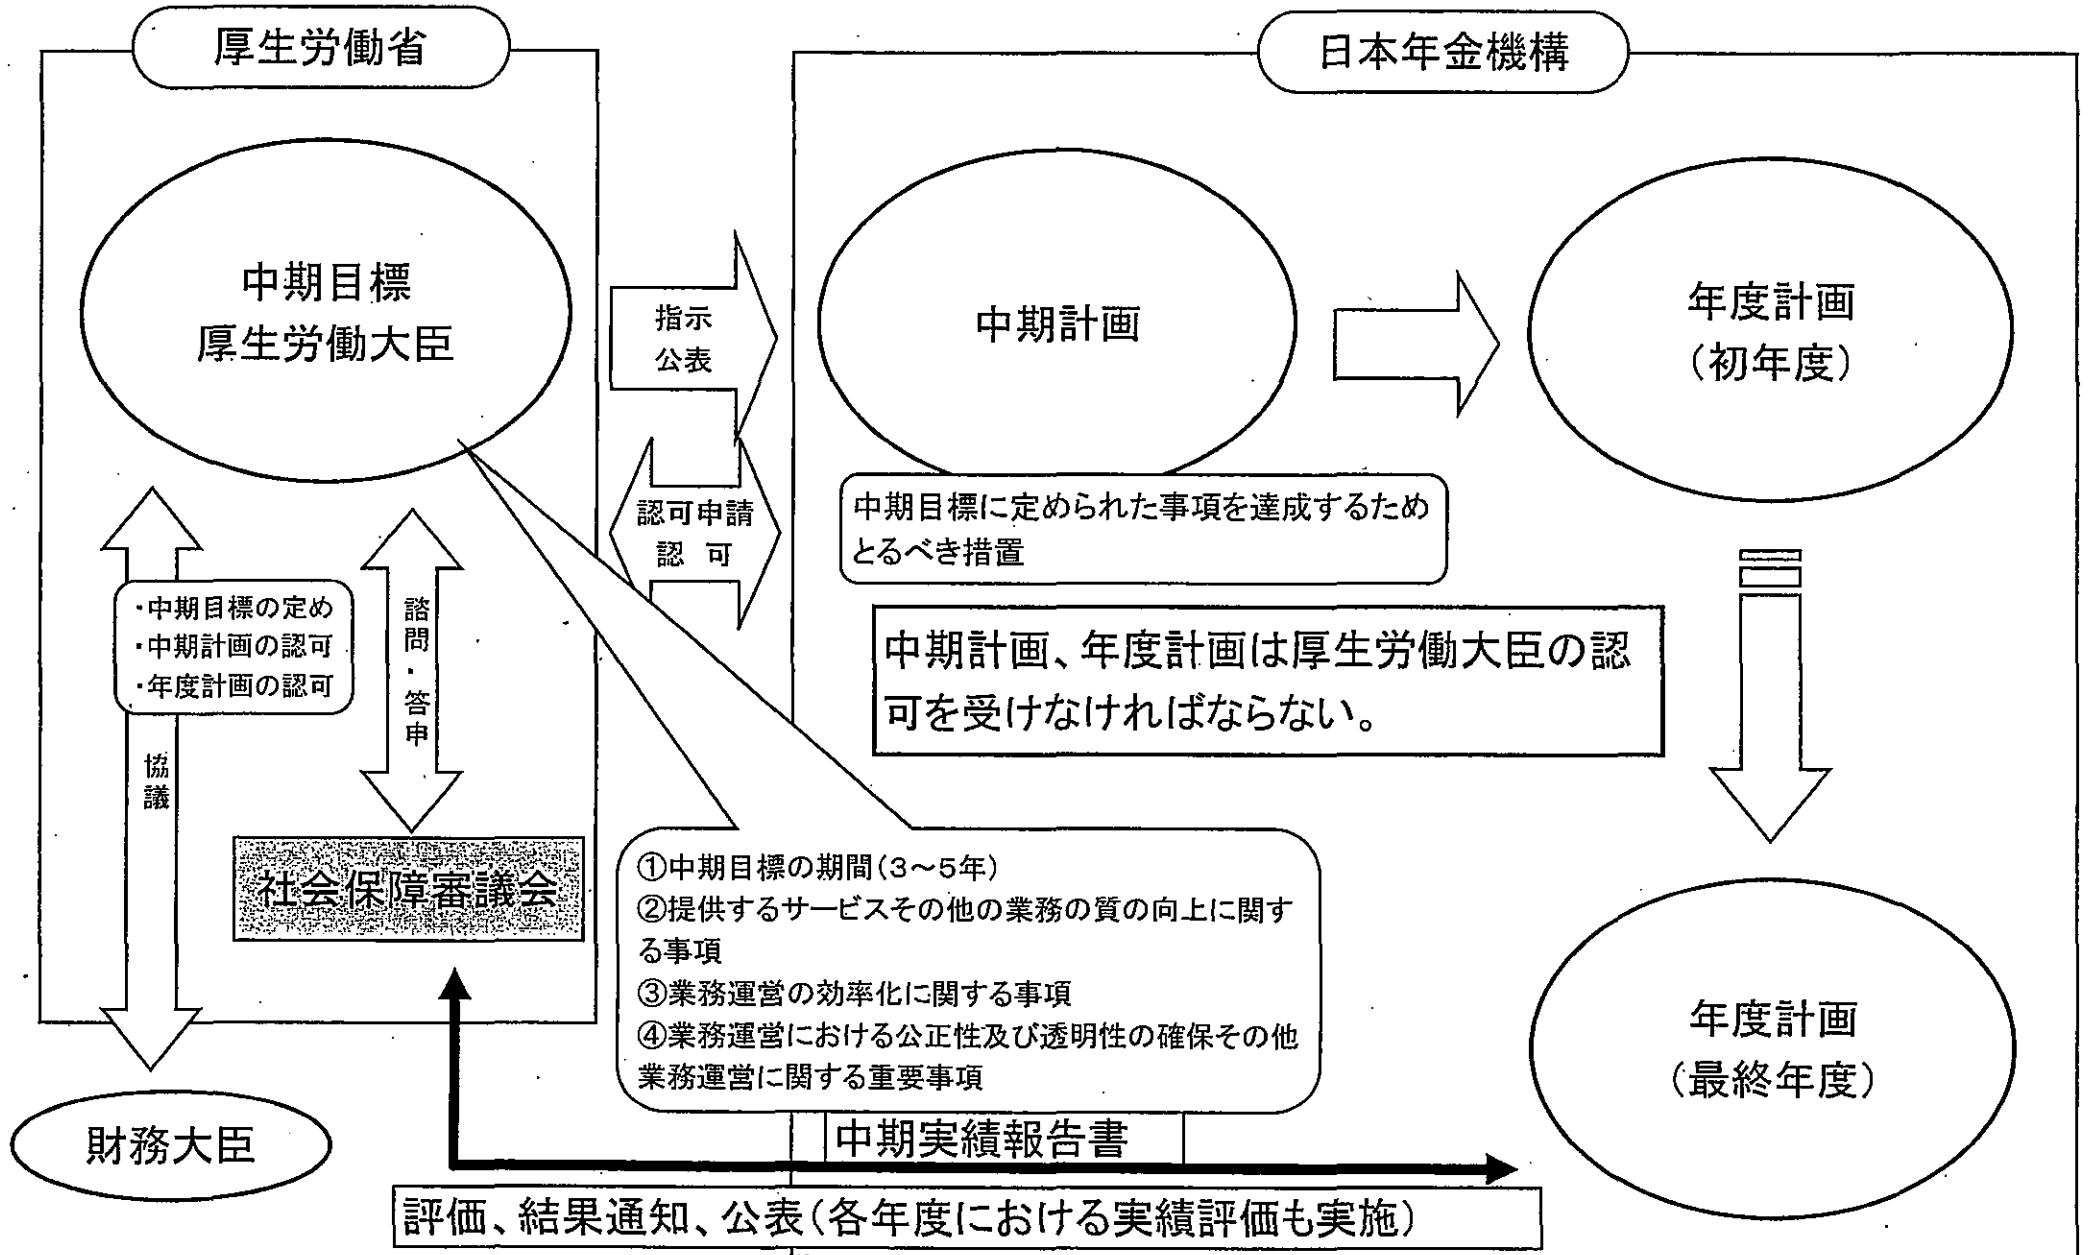 厚生労働省
日本年金機構
中期目標
厚生労働大臣
指示
公表
中期計画
年度計画
（初年度）
認可申請
認　可
中期目標に定められた事項を達成するため
とるべき措置
・中期目標の定め
・中期計画の認可
・年度計画の認可
諮問・答申
協議
中期計画、年度計画は厚生労働大臣の認
可を受けなければならない。
社会保障審議会
①中期目標の期間（３～５年）
②提供するサービスその他の業務の質の向上に関す
る事項
③業務運営の効率化に関する事項
④業務運営における公正性及び透明性の確保その他
業務運営に関する重要事項
年度計画
（最終年度）
財務大臣
中期実績報告書
評価、結果通知、公表（各年度における実績評価も実施）